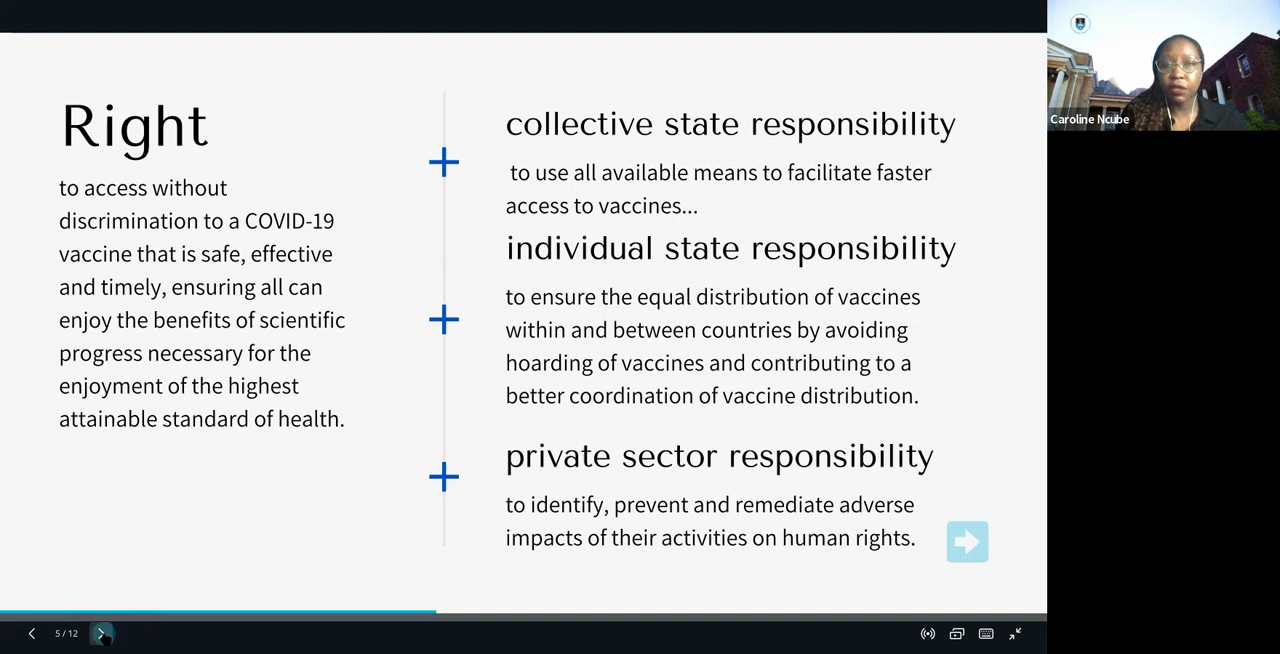 Right
to access without
discrimination to a COVID-19
vaccine that is safe, effective
and timely, ensuring all can
enjoy the benefits of scientific
progress necessary for the
enjoyment of the highest
attainable standard of health.
collective state responsibility
to use all available means to facilitate faster
access to vaccines...
individual state responsibility
to ensure the equal distribution of vaccines
within and between countries by avoiding
hoarding of vaccines and contributing to a
better coordination of vaccine distribution.
private sector responsibility
to identify, prevent and remediate adverse
impacts of their activities on human rights.
Caroline Ncube
5 / 12